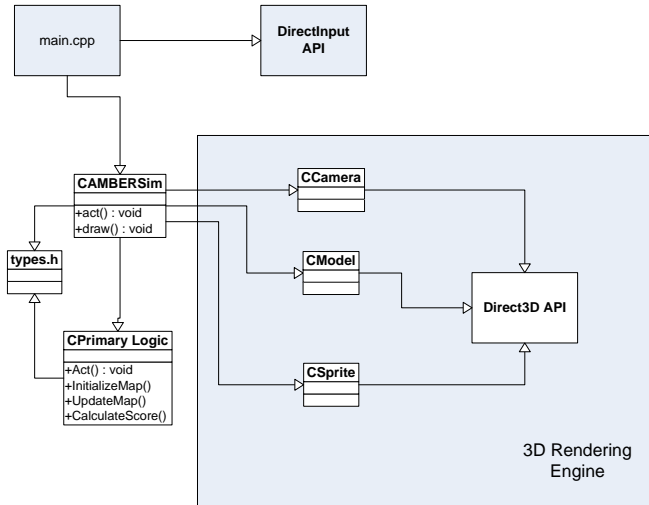 main.cpp
DirectInput
API
CAMBERSim
+act() : void
+draw() : void
types.h
CPrimary Logic
+Act() : void
+InitializeMap()
+UpdateMap()
+CalculateScore()
CCamera
CModel
CSprite
Direct3D API
3D Rendering
Engine